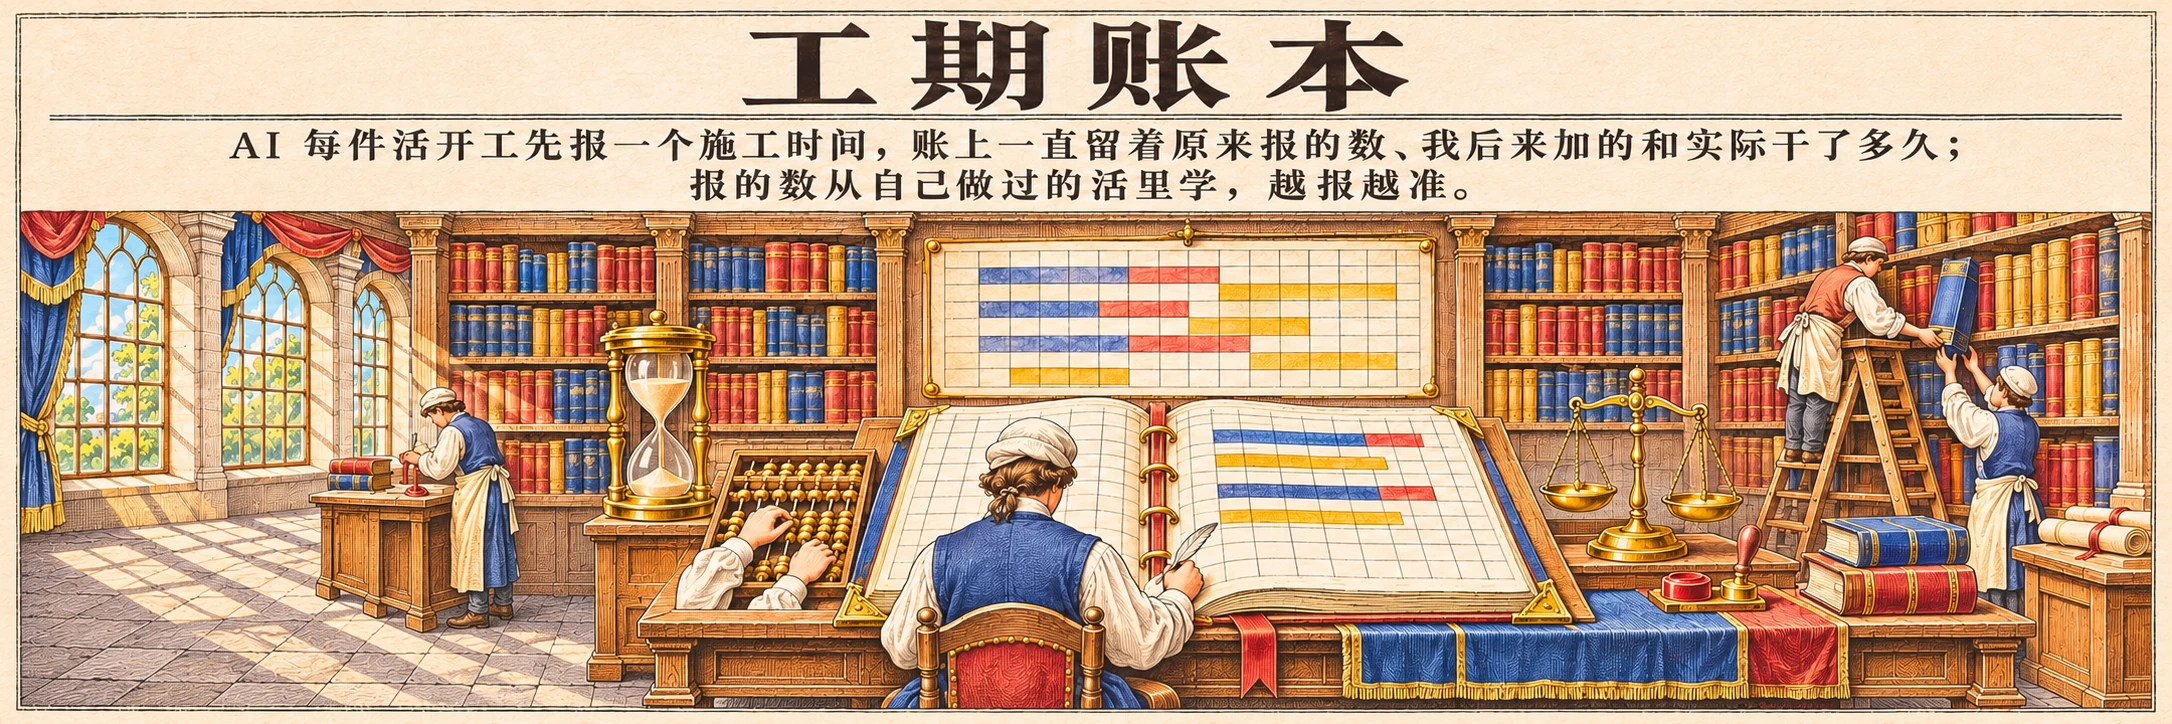 工期账本
AI 每件活开工先报一个施工时间，账上一直留着原来报的数、我后来加的和实际干了多久；
报的数从自己做过的活里学，越报越准。